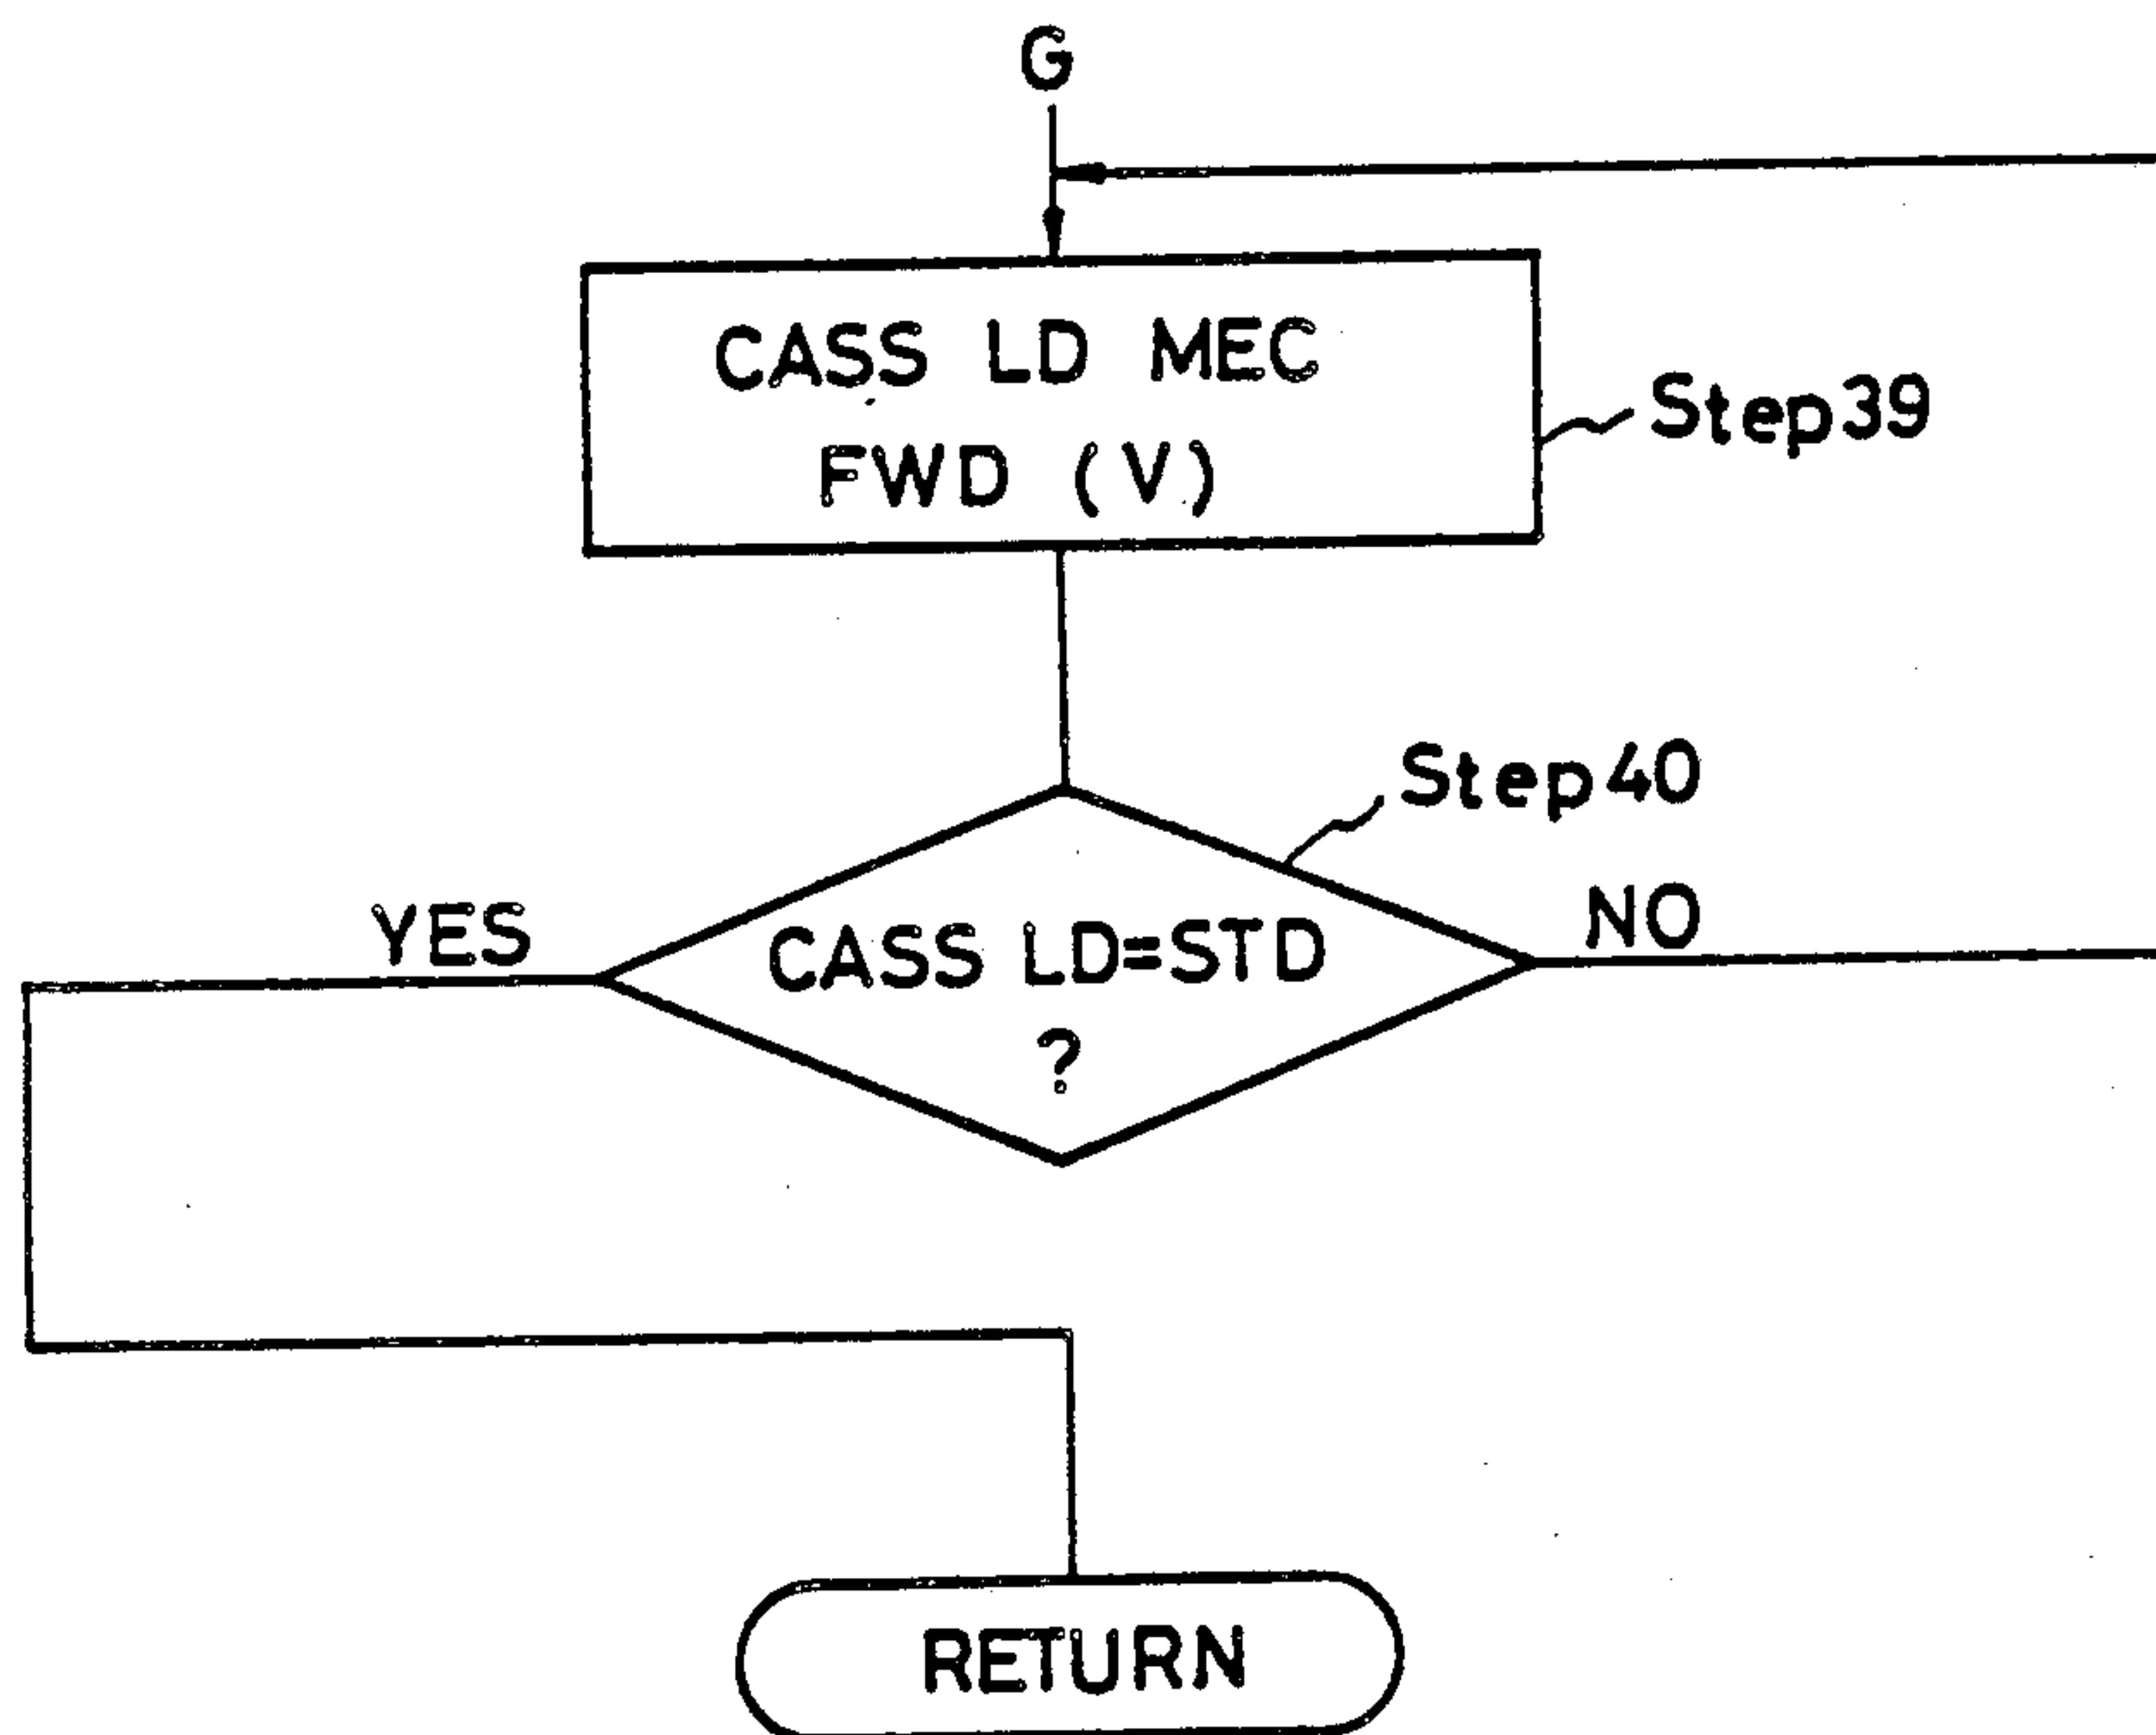 G
CASS LD MEC
FWD (V)
Step39
Step40
YES
NO
CASS LD=STD
?
RETURN